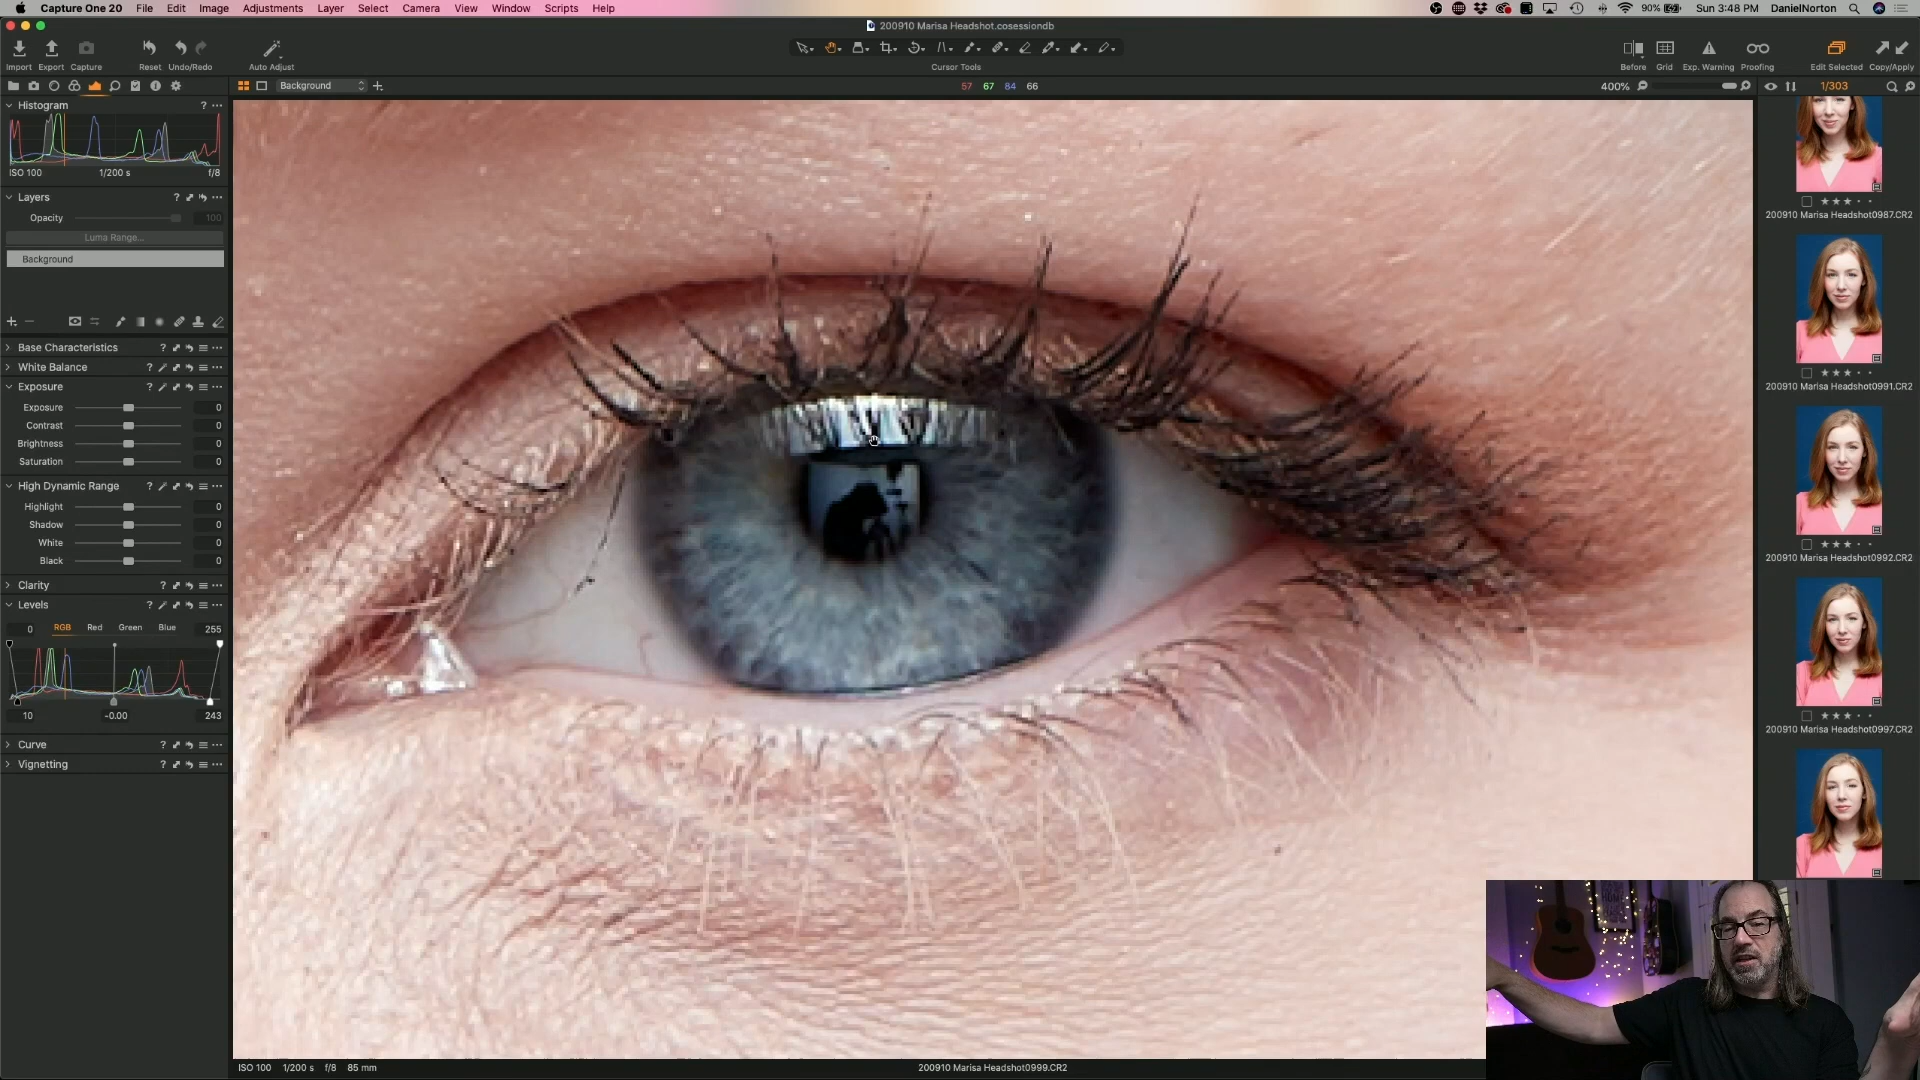 Capture One 20 File Edit Image Adjustments Layer Select Camera View Window Scripts Help
90% Sun 3:48 PM DanielNorton
200910 Marisa Headshot.cosessiondb
Import Export Capture Reset Undo/Redo Auto Adjust Cursor Tools Before Grid Exp. Warning Proofing Edit Selected Copy/Apply
Background 57 67 84 66 400% 1/303
Histogram ?
ISO 100 1/200 s f/8
Layers ?
Opacity 100
Luma Range...
Background
Base Characteristics ?
White Balance ?
Exposure ?
Exposure 0
Contrast 0
Brightness 0
Saturation 0
High Dynamic Range ?
Highlight 0
Shadow 0
White 0
Black 0
Clarity ?
Levels ?
0 RGB Red Green Blue 255
10 -0.00 243
Curve ?
Vignetting ?
200910 Marisa Headshot0987.CR2
200910 Marisa Headshot0991.CR2
200910 Marisa Headshot0992.CR2
200910 Marisa Headshot0997.CR2
ISO 100 1/200 s f/8 85 mm 200910 Marisa Headshot0999.CR2